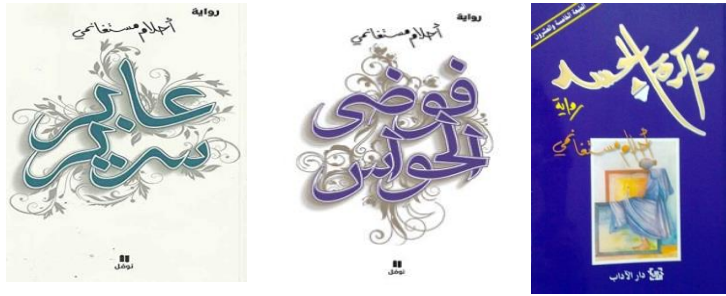 رواية
أحلام مستغانمي
عابر
سرير
نوفل
رواية
أحلام مستغانمي
فوضى
الحواس
نوفل
الطبعة الخامسة والعشرون
ذاكرة الجسد
رواية
أحلام مستغانمي
دار الآداب